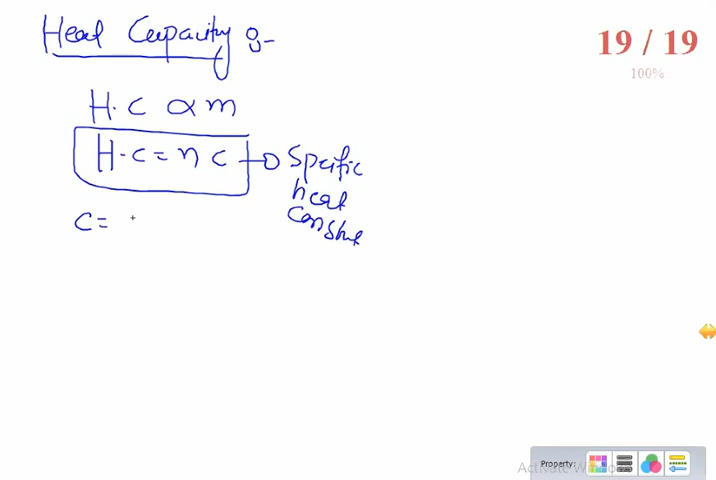 Heat Capacity :-
19 / 19
100%
H.C ∝ m
H.C = m c → Specific
heat
Constant
C =
Property: